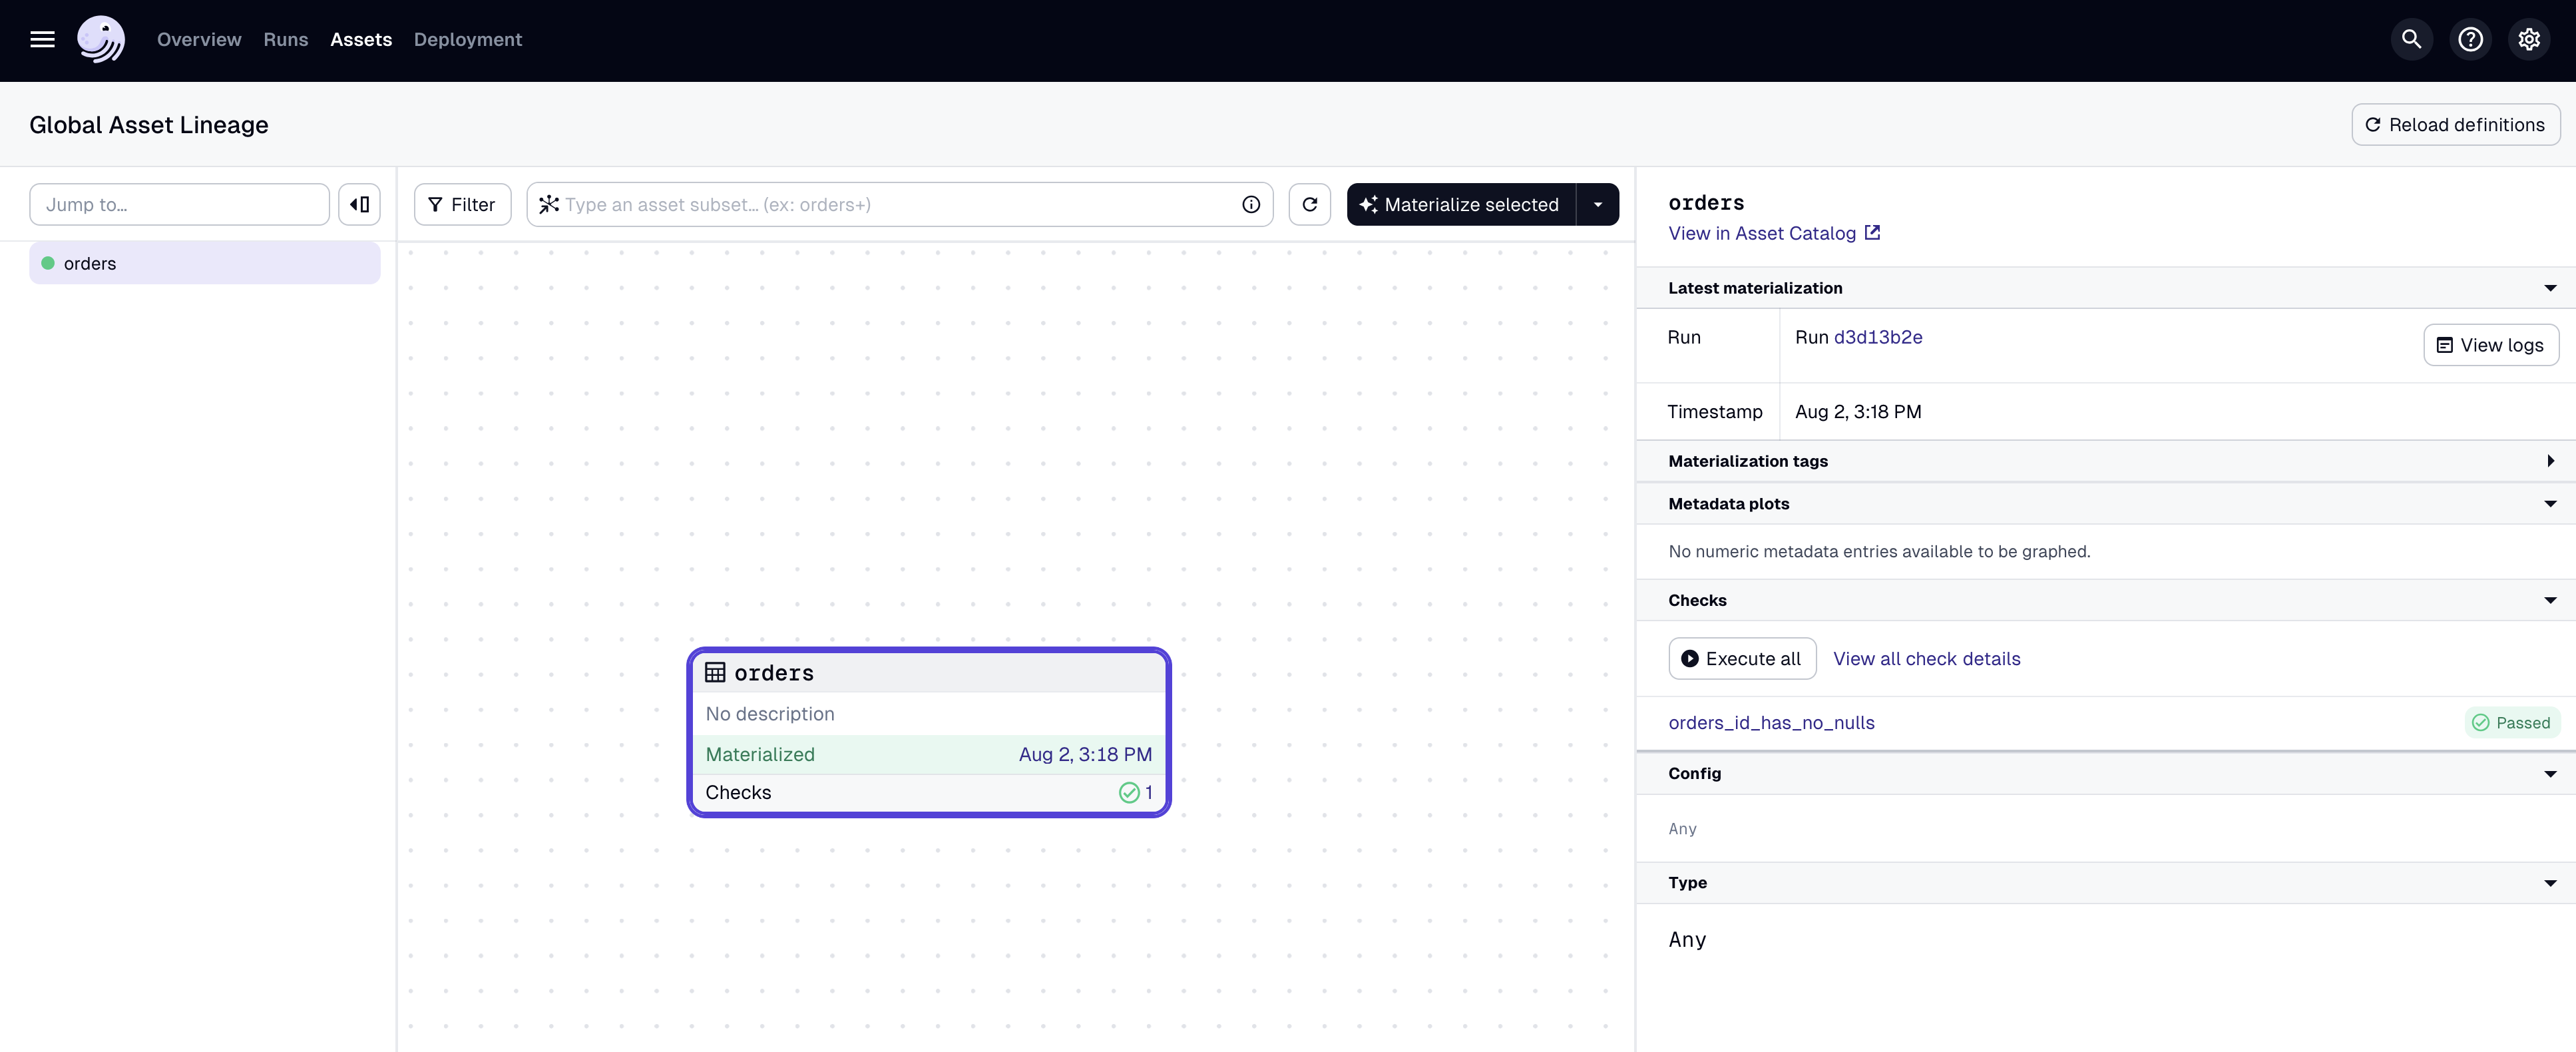 Overview Runs Assets Deployment
Global Asset Lineage
Reload definitions
Jump to…
orders
Filter
Type an asset subset… (ex: orders+)
Materialize selected
orders
No description
Materialized Aug 2, 3:18 PM
Checks 1
orders
View in Asset Catalog
Latest materialization
Run Run d3d13b2e View logs
Timestamp Aug 2, 3:18 PM
Materialization tags
Metadata plots
No numeric metadata entries available to be graphed.
Checks
Execute all View all check details
orders_id_has_no_nulls Passed
Config
Any
Type
Any